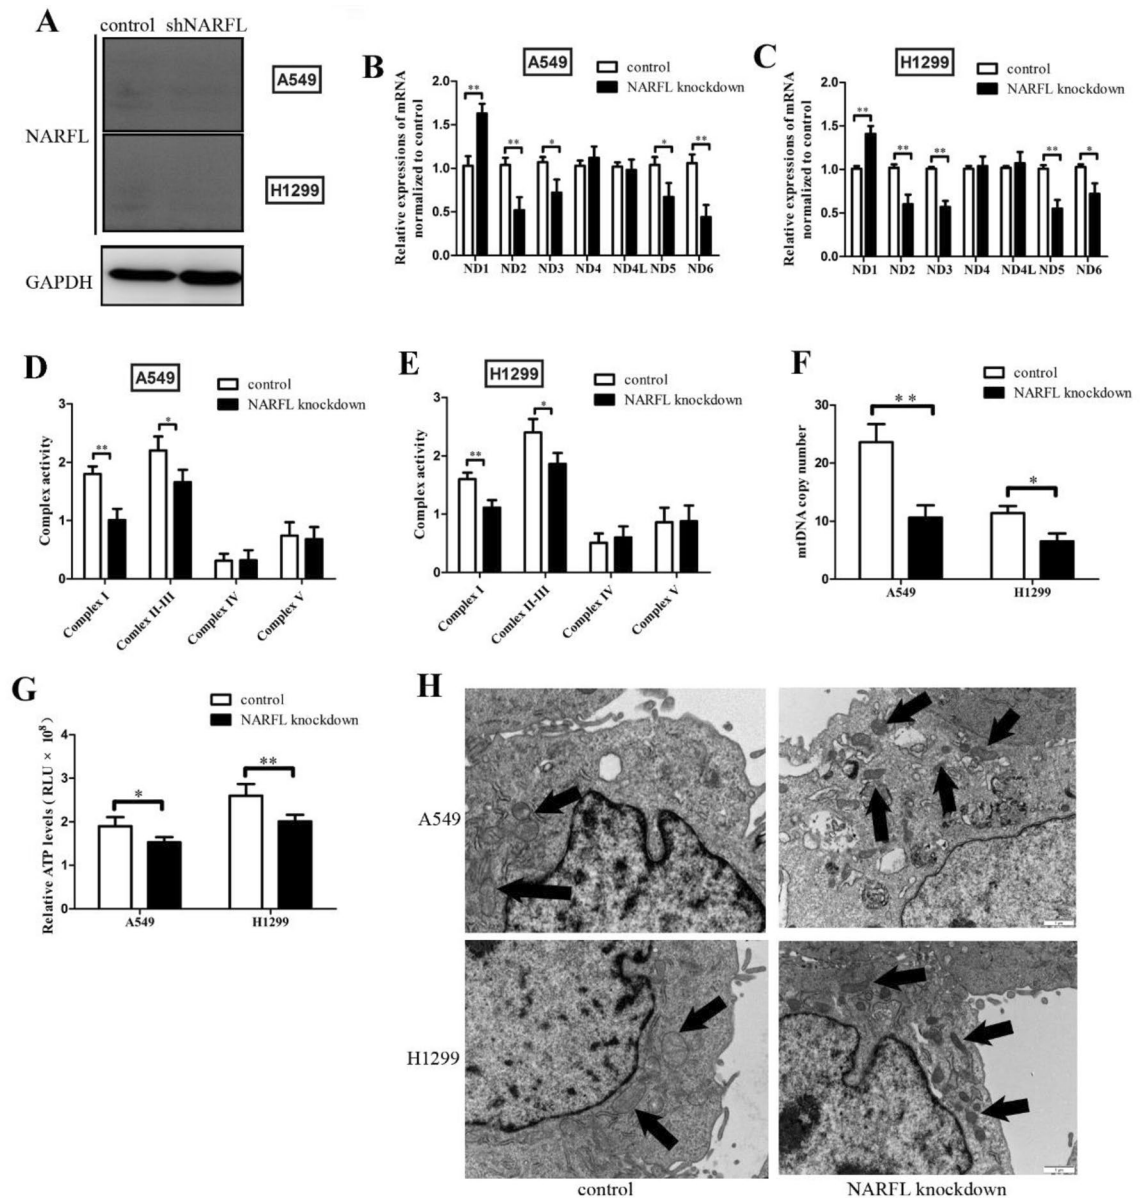 A
control shNARFL
A549
NARFL
H1299
GAPDH
B
A549
control
NARFL knockdown
Relative expressions of mRNA
normalized to control
2.0
1.5
1.0
0.5
0.0
** ** * * **
ND1 ND2 ND3 ND4 ND4L ND5 ND6
C
H1299
control
NARFL knockdown
Relative expressions of mRNA
normalized to control
2.0
1.5
1.0
0.5
0.0
** ** ** ** *
ND1 ND2 ND3 ND4 ND4L ND5 ND6
D
A549
control
NARFL knockdown
Complex activity
3
2
1
0
** *
Complex I
Comlex II-III
Complex IV
Complex V
E
H1299
control
NARFL knockdown
Complex activity
3
2
1
0
** *
Complex I
Comlex II-III
Complex IV
Complex V
F
control
NARFL knockdown
mtDNA copy number
30
20
10
0
** *
A549 H1299
G
control
NARFL knockdown
Relative ATP levels ( RLU × 10⁸)
4
3
2
1
0
* **
A549 H1299
H
A549
H1299
control NARFL knockdown